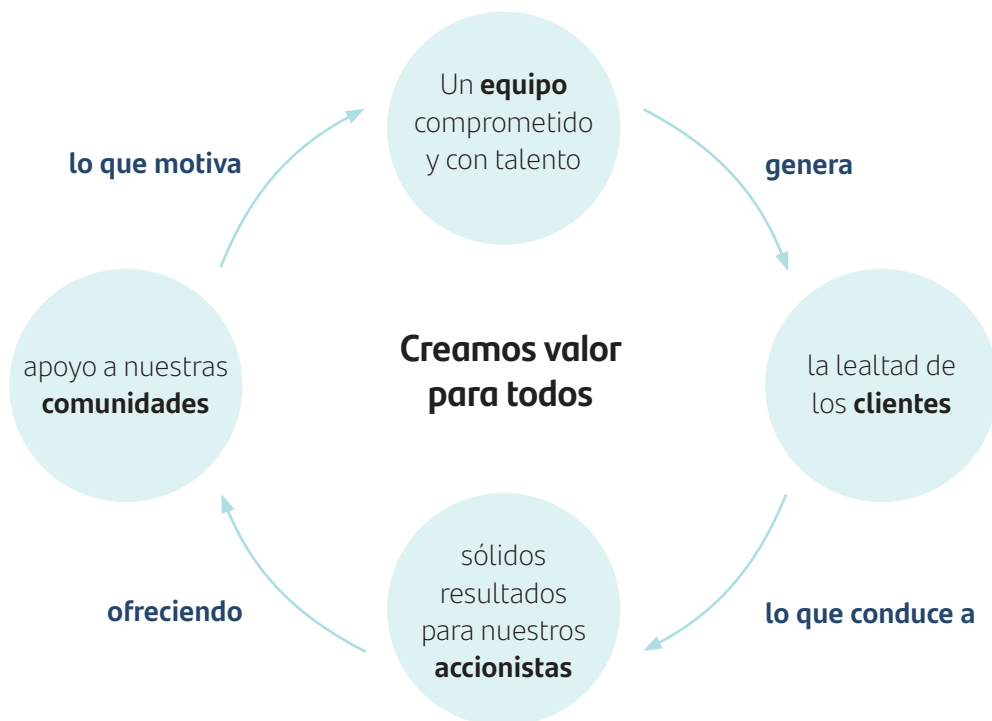 Un equipo
comprometido
y con talento
genera
la lealtad de
los clientes
lo que conduce a
sólidos
resultados
para nuestros
accionistas
ofreciendo
apoyo a nuestras
comunidades
lo que motiva
Creamos valor
para todos